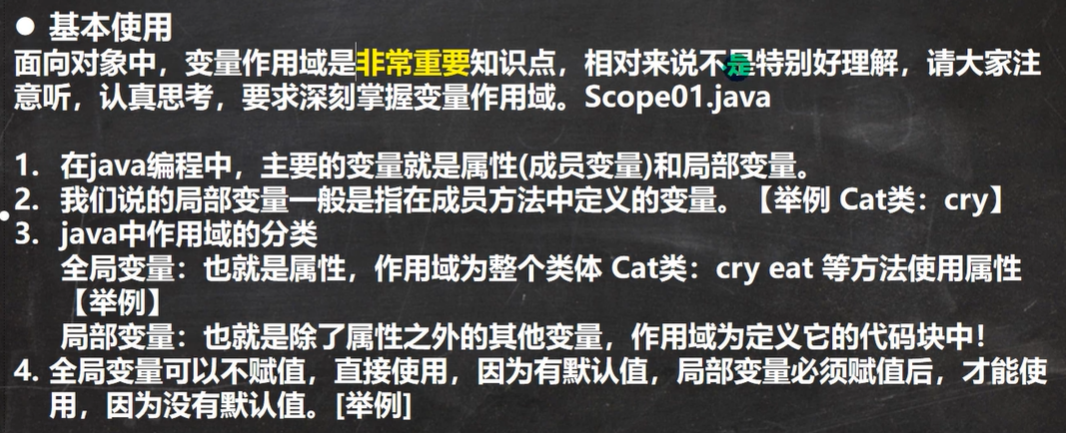 ● 基本使用
面向对象中，变量作用域是非常重要知识点，相对来说不是特别好理解，请大家注
意听，认真思考，要求深刻掌握变量作用域。Scope01.java
1. 在java编程中，主要的变量就是属性(成员变量)和局部变量。
2. 我们说的局部变量一般是指在成员方法中定义的变量。【举例 Cat类：cry】
3. java中作用域的分类
全局变量：也就是属性，作用域为整个类体 Cat类：cry eat 等方法使用属性
【举例】
局部变量：也就是除了属性之外的其他变量，作用域为定义它的代码块中！
4. 全局变量可以不赋值，直接使用，因为有默认值，局部变量必须赋值后，才能使
用，因为没有默认值。[举例]